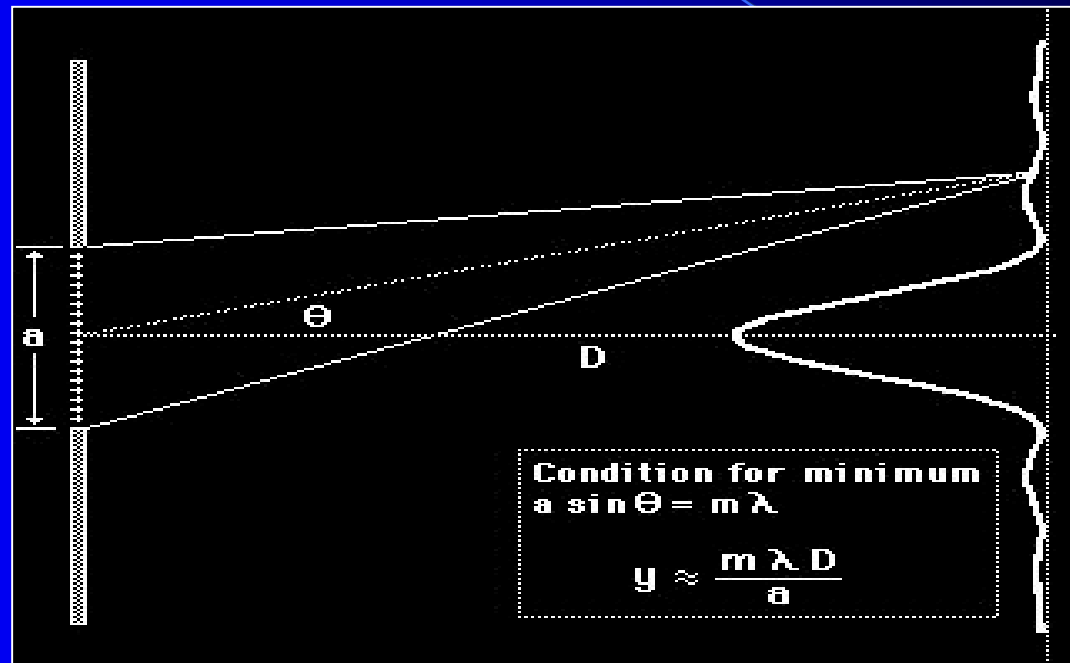 a
Θ
D
Condition for minimum
a sin Θ = m λ
y ≈ m λ D / a